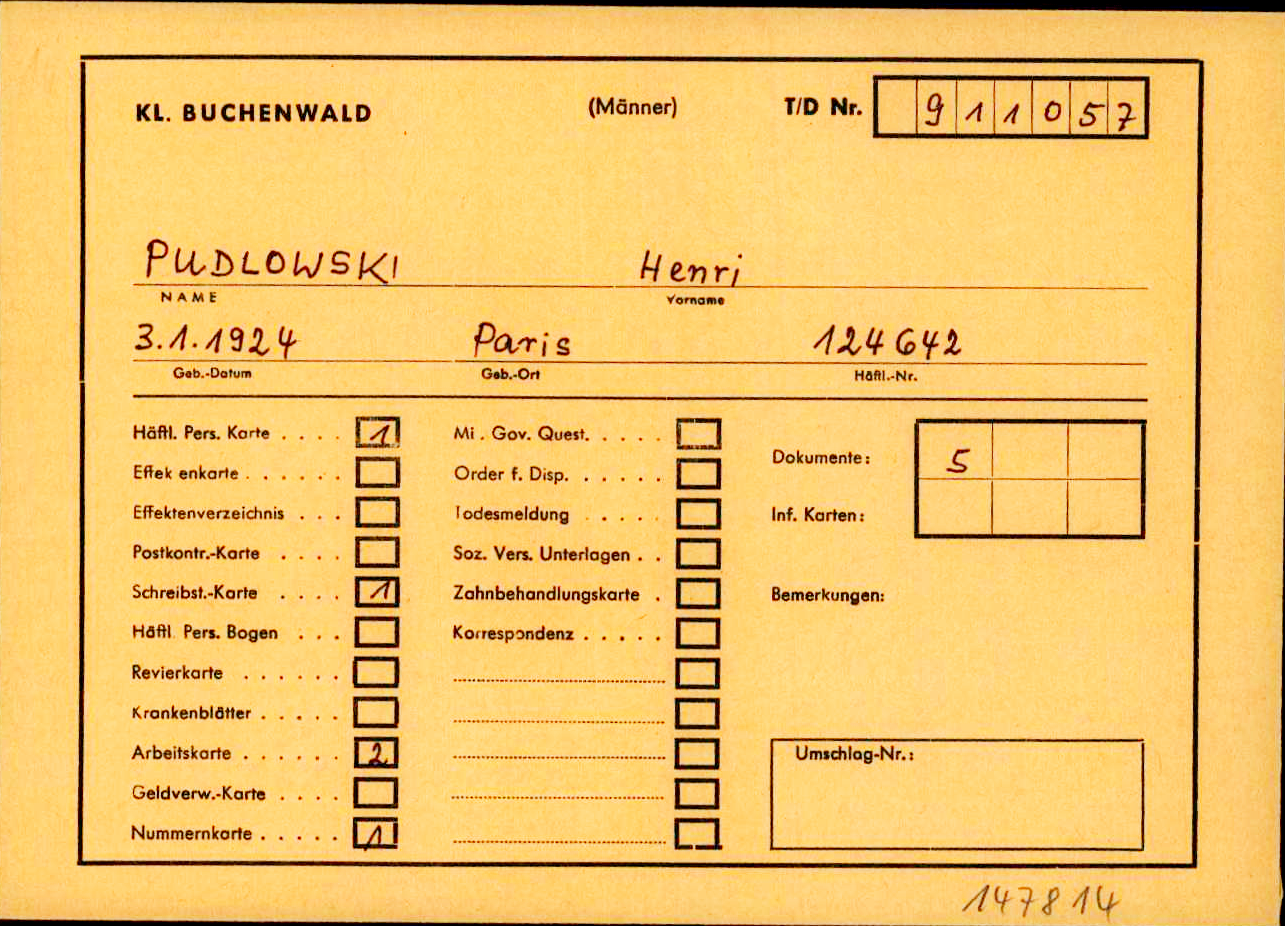 KL. BUCHENWALD (Männer) T/D Nr. 911057
PUDLOWSKI Henri
NAME Vorname
3.1.1924 Paris 124642
Geb.-Datum Geb.-Ort Häftl.-Nr.
Häftl. Pers. Karte . . . . 1 Mi . Gov. Quest. . . . . .
Dokumente: 5
Effek enkarte . . . . . . Order f. Disp. . . . . . .
Effektenverzeichnis . . . Todesmeldung . . . . .
Inf. Karten:
Postkontr.-Karte . . . . Soz. Vers. Unterlagen . .
Schreibst.-Karte . . . . 1 Zahnbehandlungskarte . Bemerkungen:
Häftl. Pers. Bogen . . . Korrespondenz . . . . .
Revierkarte . . . . . .
Krankenblätter . . . . .
Arbeitskarte . . . . . . 2 Umschlag-Nr.:
Geldverw.-Karte . . . .
Nummernkarte . . . . . 1
147814